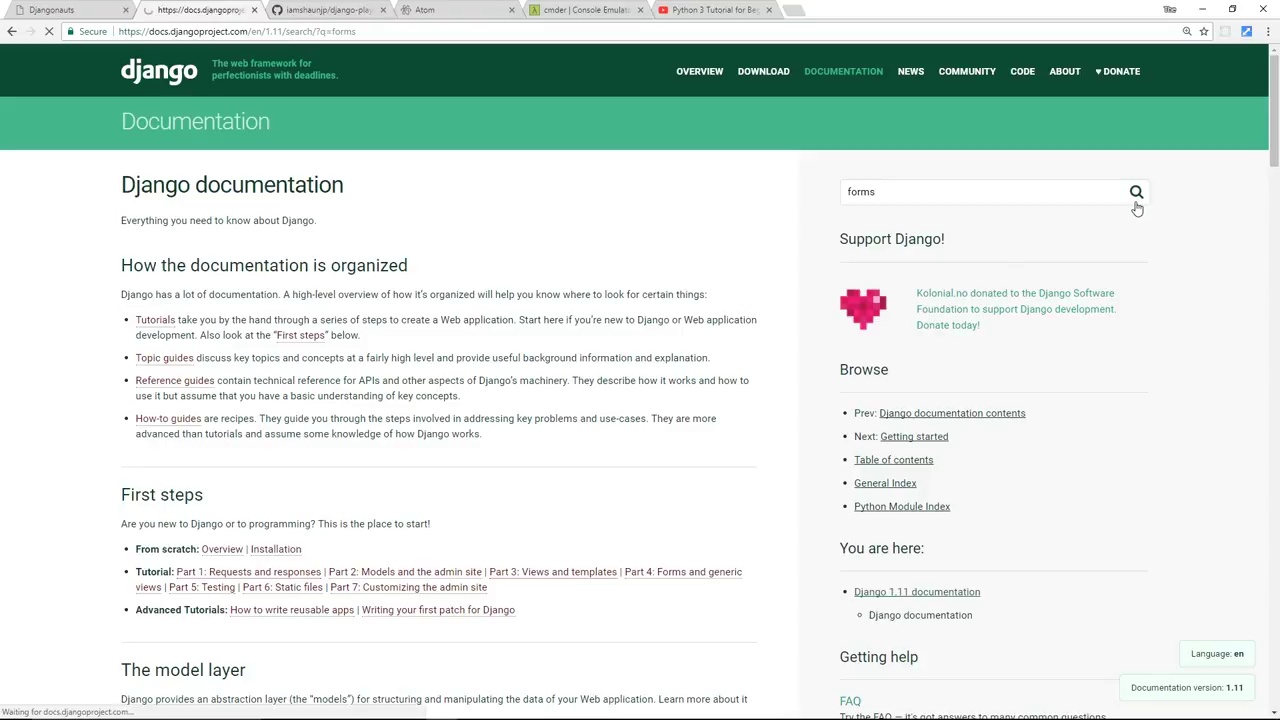 Djangonauts
https://docs.djangoproje
iamshaunjp/django-play
Atom
cmder | Console Emulat
Python 3 Tutorial for Be
The
Secure
https://docs.djangoproject.com/en/1.11/search/?q=forms
django
The web framework for
perfectionists with deadlines.
OVERVIEW
DOWNLOAD
DOCUMENTATION
NEWS
COMMUNITY
CODE
ABOUT
♥ DONATE
Documentation
Django documentation
Everything you need to know about Django.
How the documentation is organized
Django has a lot of documentation. A high-level overview of how it's organized will help you know where to look for certain things:
• Tutorials take you by the hand through a series of steps to create a Web application. Start here if you're new to Django or Web application
development. Also look at the “First steps” below.
• Topic guides discuss key topics and concepts at a fairly high level and provide useful background information and explanation.
• Reference guides contain technical reference for APIs and other aspects of Django's machinery. They describe how it works and how to
use it but assume that you have a basic understanding of key concepts.
• How-to guides are recipes. They guide you through the steps involved in addressing key problems and use-cases. They are more
advanced than tutorials and assume some knowledge of how Django works.
First steps
Are you new to Django or to programming? This is the place to start!
• From scratch: Overview | Installation
• Tutorial: Part 1: Requests and responses | Part 2: Models and the admin site | Part 3: Views and templates | Part 4: Forms and generic
views | Part 5: Testing | Part 6: Static files | Part 7: Customizing the admin site
• Advanced Tutorials: How to write reusable apps | Writing your first patch for Django
The model layer
Django provides an abstraction layer (the “models”) for structuring and manipulating the data of your Web application. Learn more about it
forms
Support Django!
Kolonial.no donated to the Django Software
Foundation to support Django development.
Donate today!
Browse
• Prev: Django documentation contents
• Next: Getting started
• Table of contents
• General Index
• Python Module Index
You are here:
• Django 1.11 documentation
Django documentation
Getting help
FAQ
Try the FAQ — it's got answers to many common questions.
Language: en
Documentation version: 1.11
Waiting for docs.djangoproject.com...